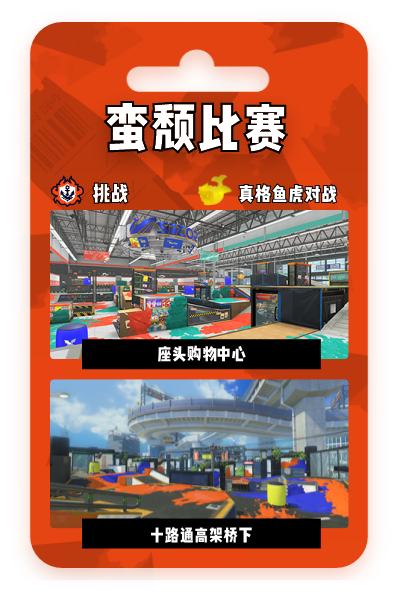 蛮颓比赛
挑战
真格鱼虎对战
座头购物中心
十路通高架桥下